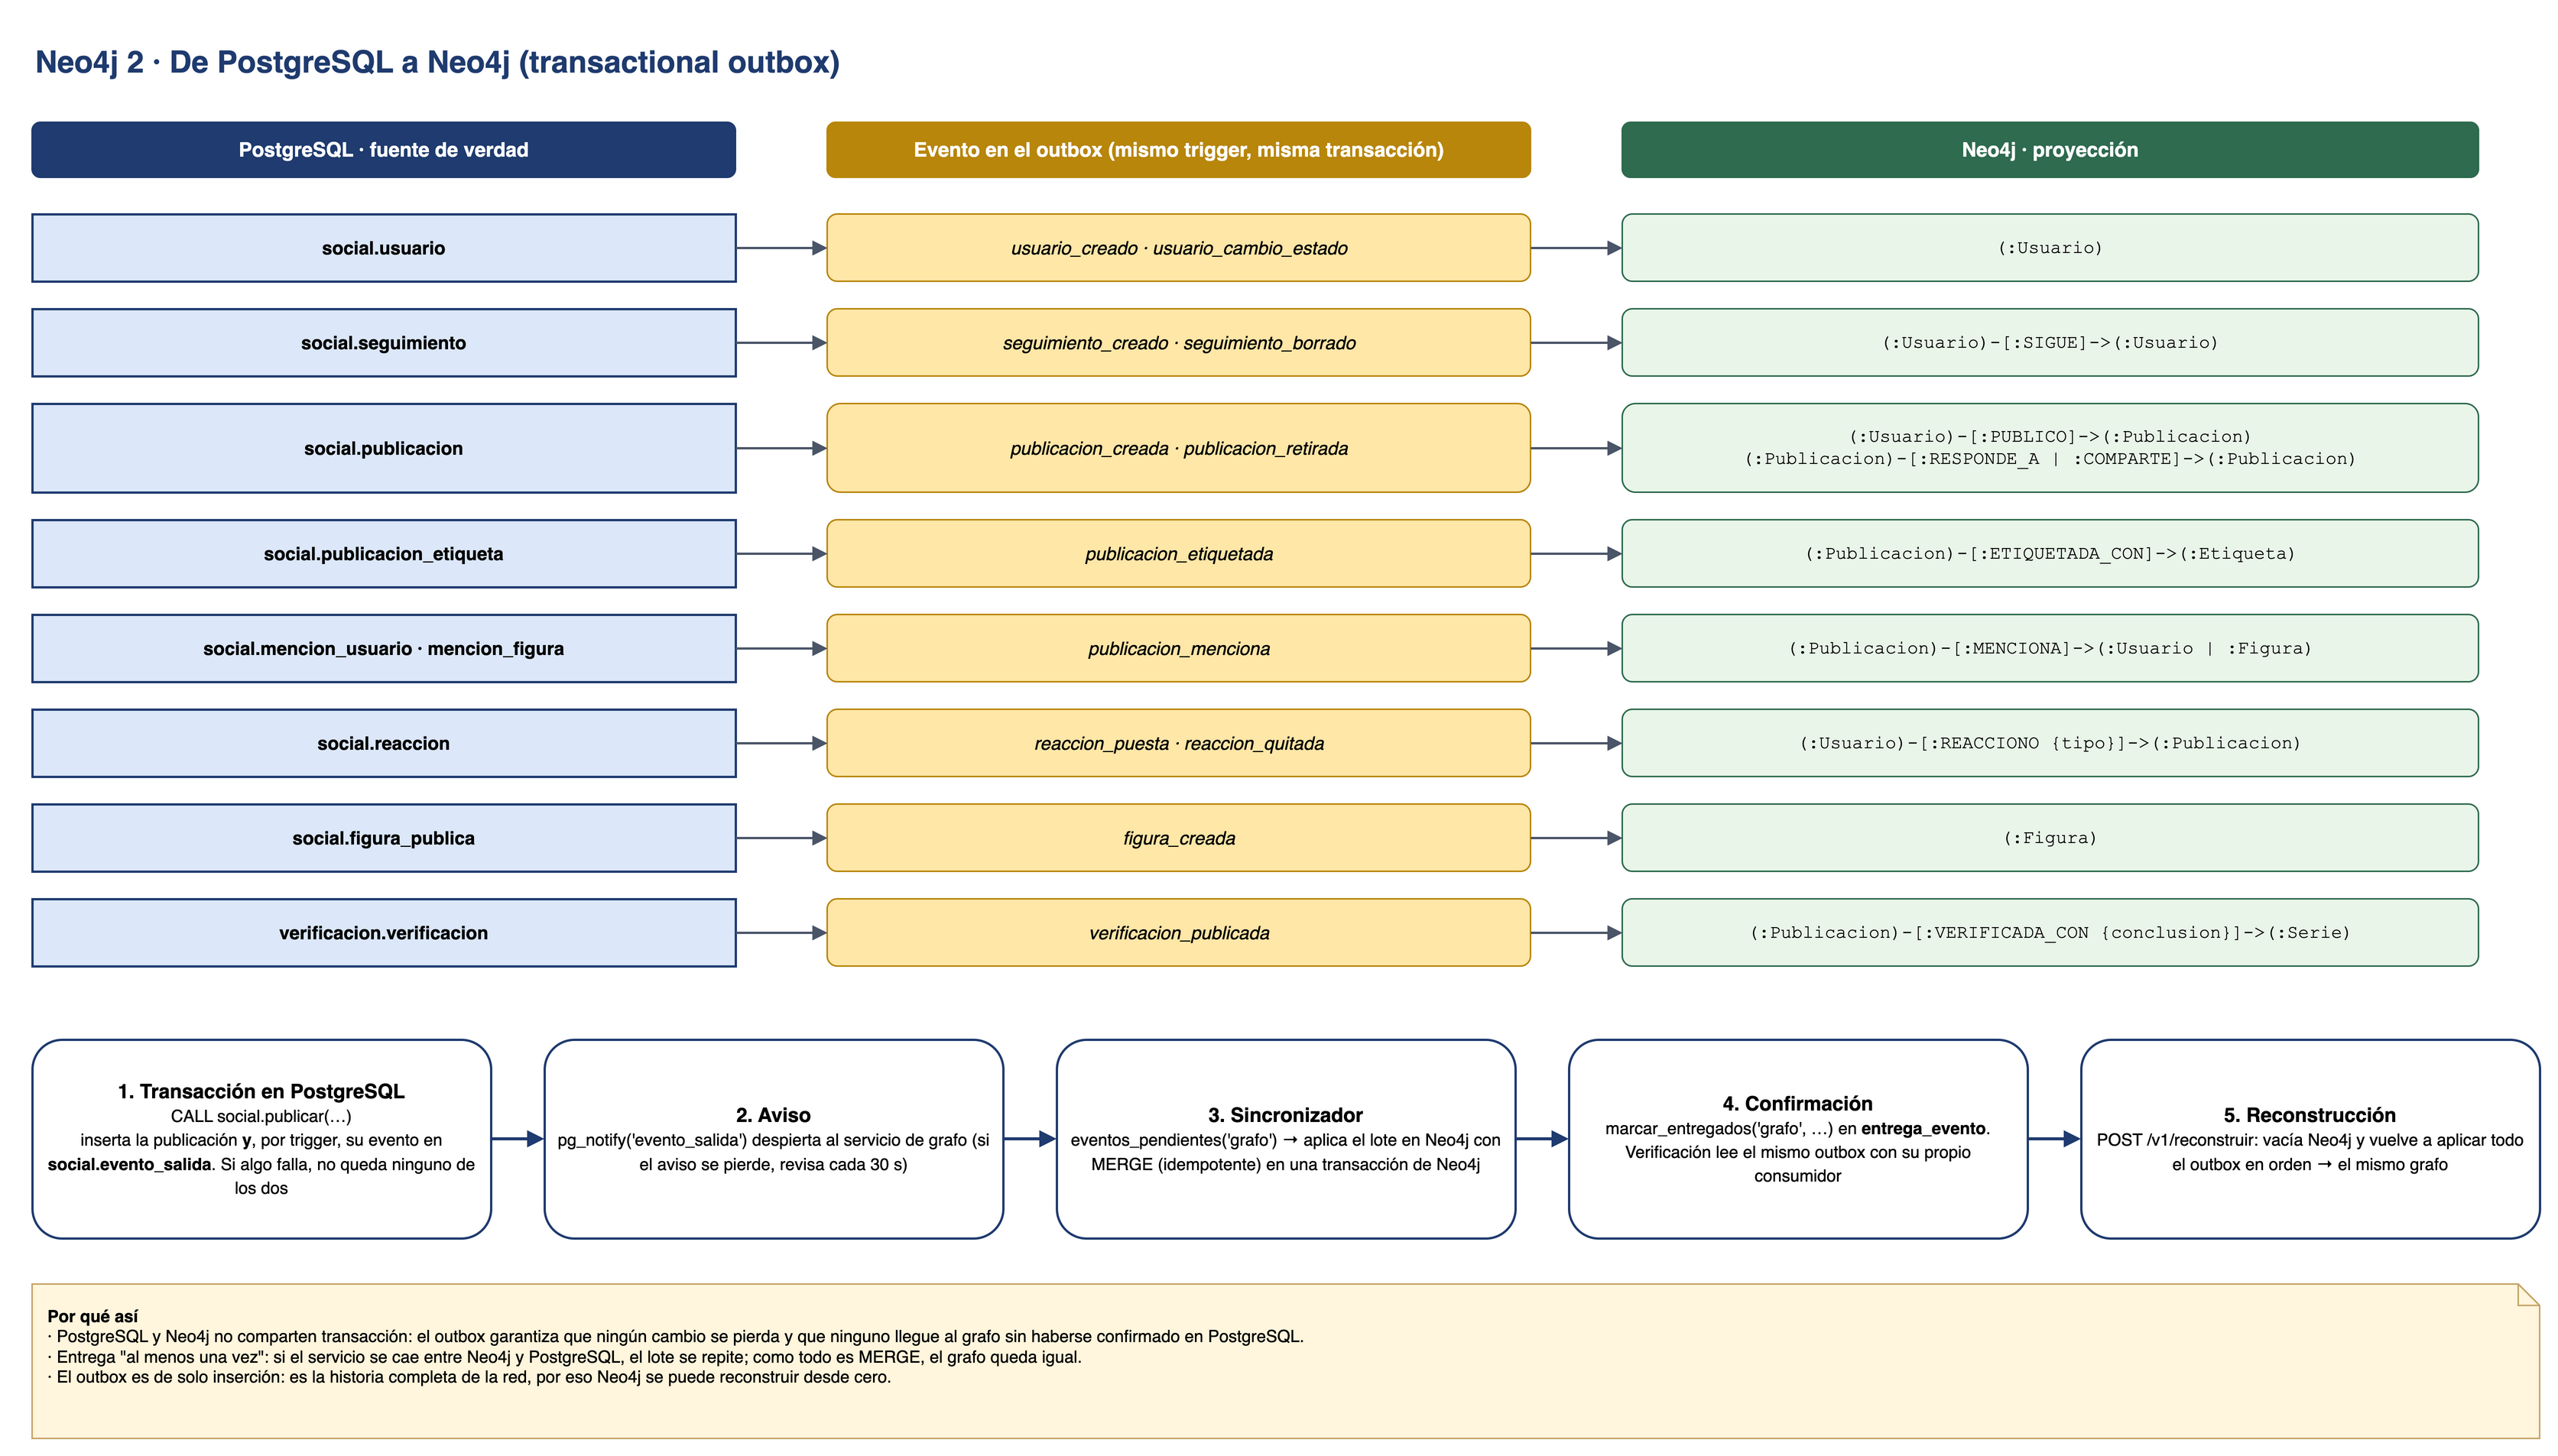 Neo4j 2 · De PostgreSQL a Neo4j (transactional outbox)
PostgreSQL · fuente de verdad
Evento en el outbox (mismo trigger, misma transacción)
Neo4j · proyección
social.usuario
usuario_creado · usuario_cambio_estado
(:Usuario)
social.seguimiento
seguimiento_creado · seguimiento_borrado
(:Usuario)-[:SIGUE]->(:Usuario)
social.publicacion
publicacion_creada · publicacion_retirada
(:Usuario)-[:PUBLICO]->(:Publicacion)
(:Publicacion)-[:RESPONDE_A | :COMPARTE]->(:Publicacion)
social.publicacion_etiqueta
publicacion_etiquetada
(:Publicacion)-[:ETIQUETADA_CON]->(:Etiqueta)
social.mencion_usuario · mencion_figura
publicacion_menciona
(:Publicacion)-[:MENCIONA]->(:Usuario | :Figura)
social.reaccion
reaccion_puesta · reaccion_quitada
(:Usuario)-[:REACCIONO {tipo}]->(:Publicacion)
social.figura_publica
figura_creada
(:Figura)
verificacion.verificacion
verificacion_publicada
(:Publicacion)-[:VERIFICADA_CON {conclusion}]->(:Serie)
1. Transacción en PostgreSQL
CALL social.publicar(…)
inserta la publicación y, por trigger, su evento en
social.evento_salida. Si algo falla, no queda ninguno de
los dos
2. Aviso
pg_notify('evento_salida') despierta al servicio de grafo (si
el aviso se pierde, revisa cada 30 s)
3. Sincronizador
eventos_pendientes('grafo') → aplica el lote en Neo4j con
MERGE (idempotente) en una transacción de Neo4j
4. Confirmación
marcar_entregados('grafo', …) en entrega_evento.
Verificación lee el mismo outbox con su propio
consumidor
5. Reconstrucción
POST /v1/reconstruir: vacía Neo4j y vuelve a aplicar todo
el outbox en orden → el mismo grafo
Por qué así
· PostgreSQL y Neo4j no comparten transacción: el outbox garantiza que ningún cambio se pierda y que ninguno llegue al grafo sin haberse confirmado en PostgreSQL.
· Entrega "al menos una vez": si el servicio se cae entre Neo4j y PostgreSQL, el lote se repite; como todo es MERGE, el grafo queda igual.
· El outbox es de solo inserción: es la historia completa de la red, por eso Neo4j se puede reconstruir desde cero.